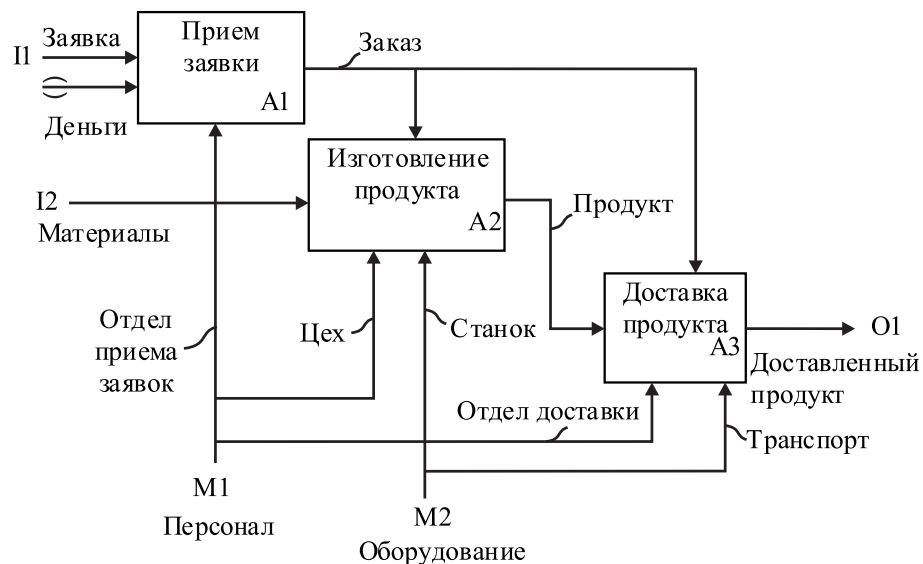 I1
Заявка
Деньги
Прием
заявки
A1
Заказ
I2
Материалы
Изготовление
продукта
A2
Продукт
Доставка
продукта
A3
O1
Доставленный
продукт
Отдел
приема
заявок
Цех
Станок
Отдел доставки
Транспорт
M1
Персонал
M2
Оборудование